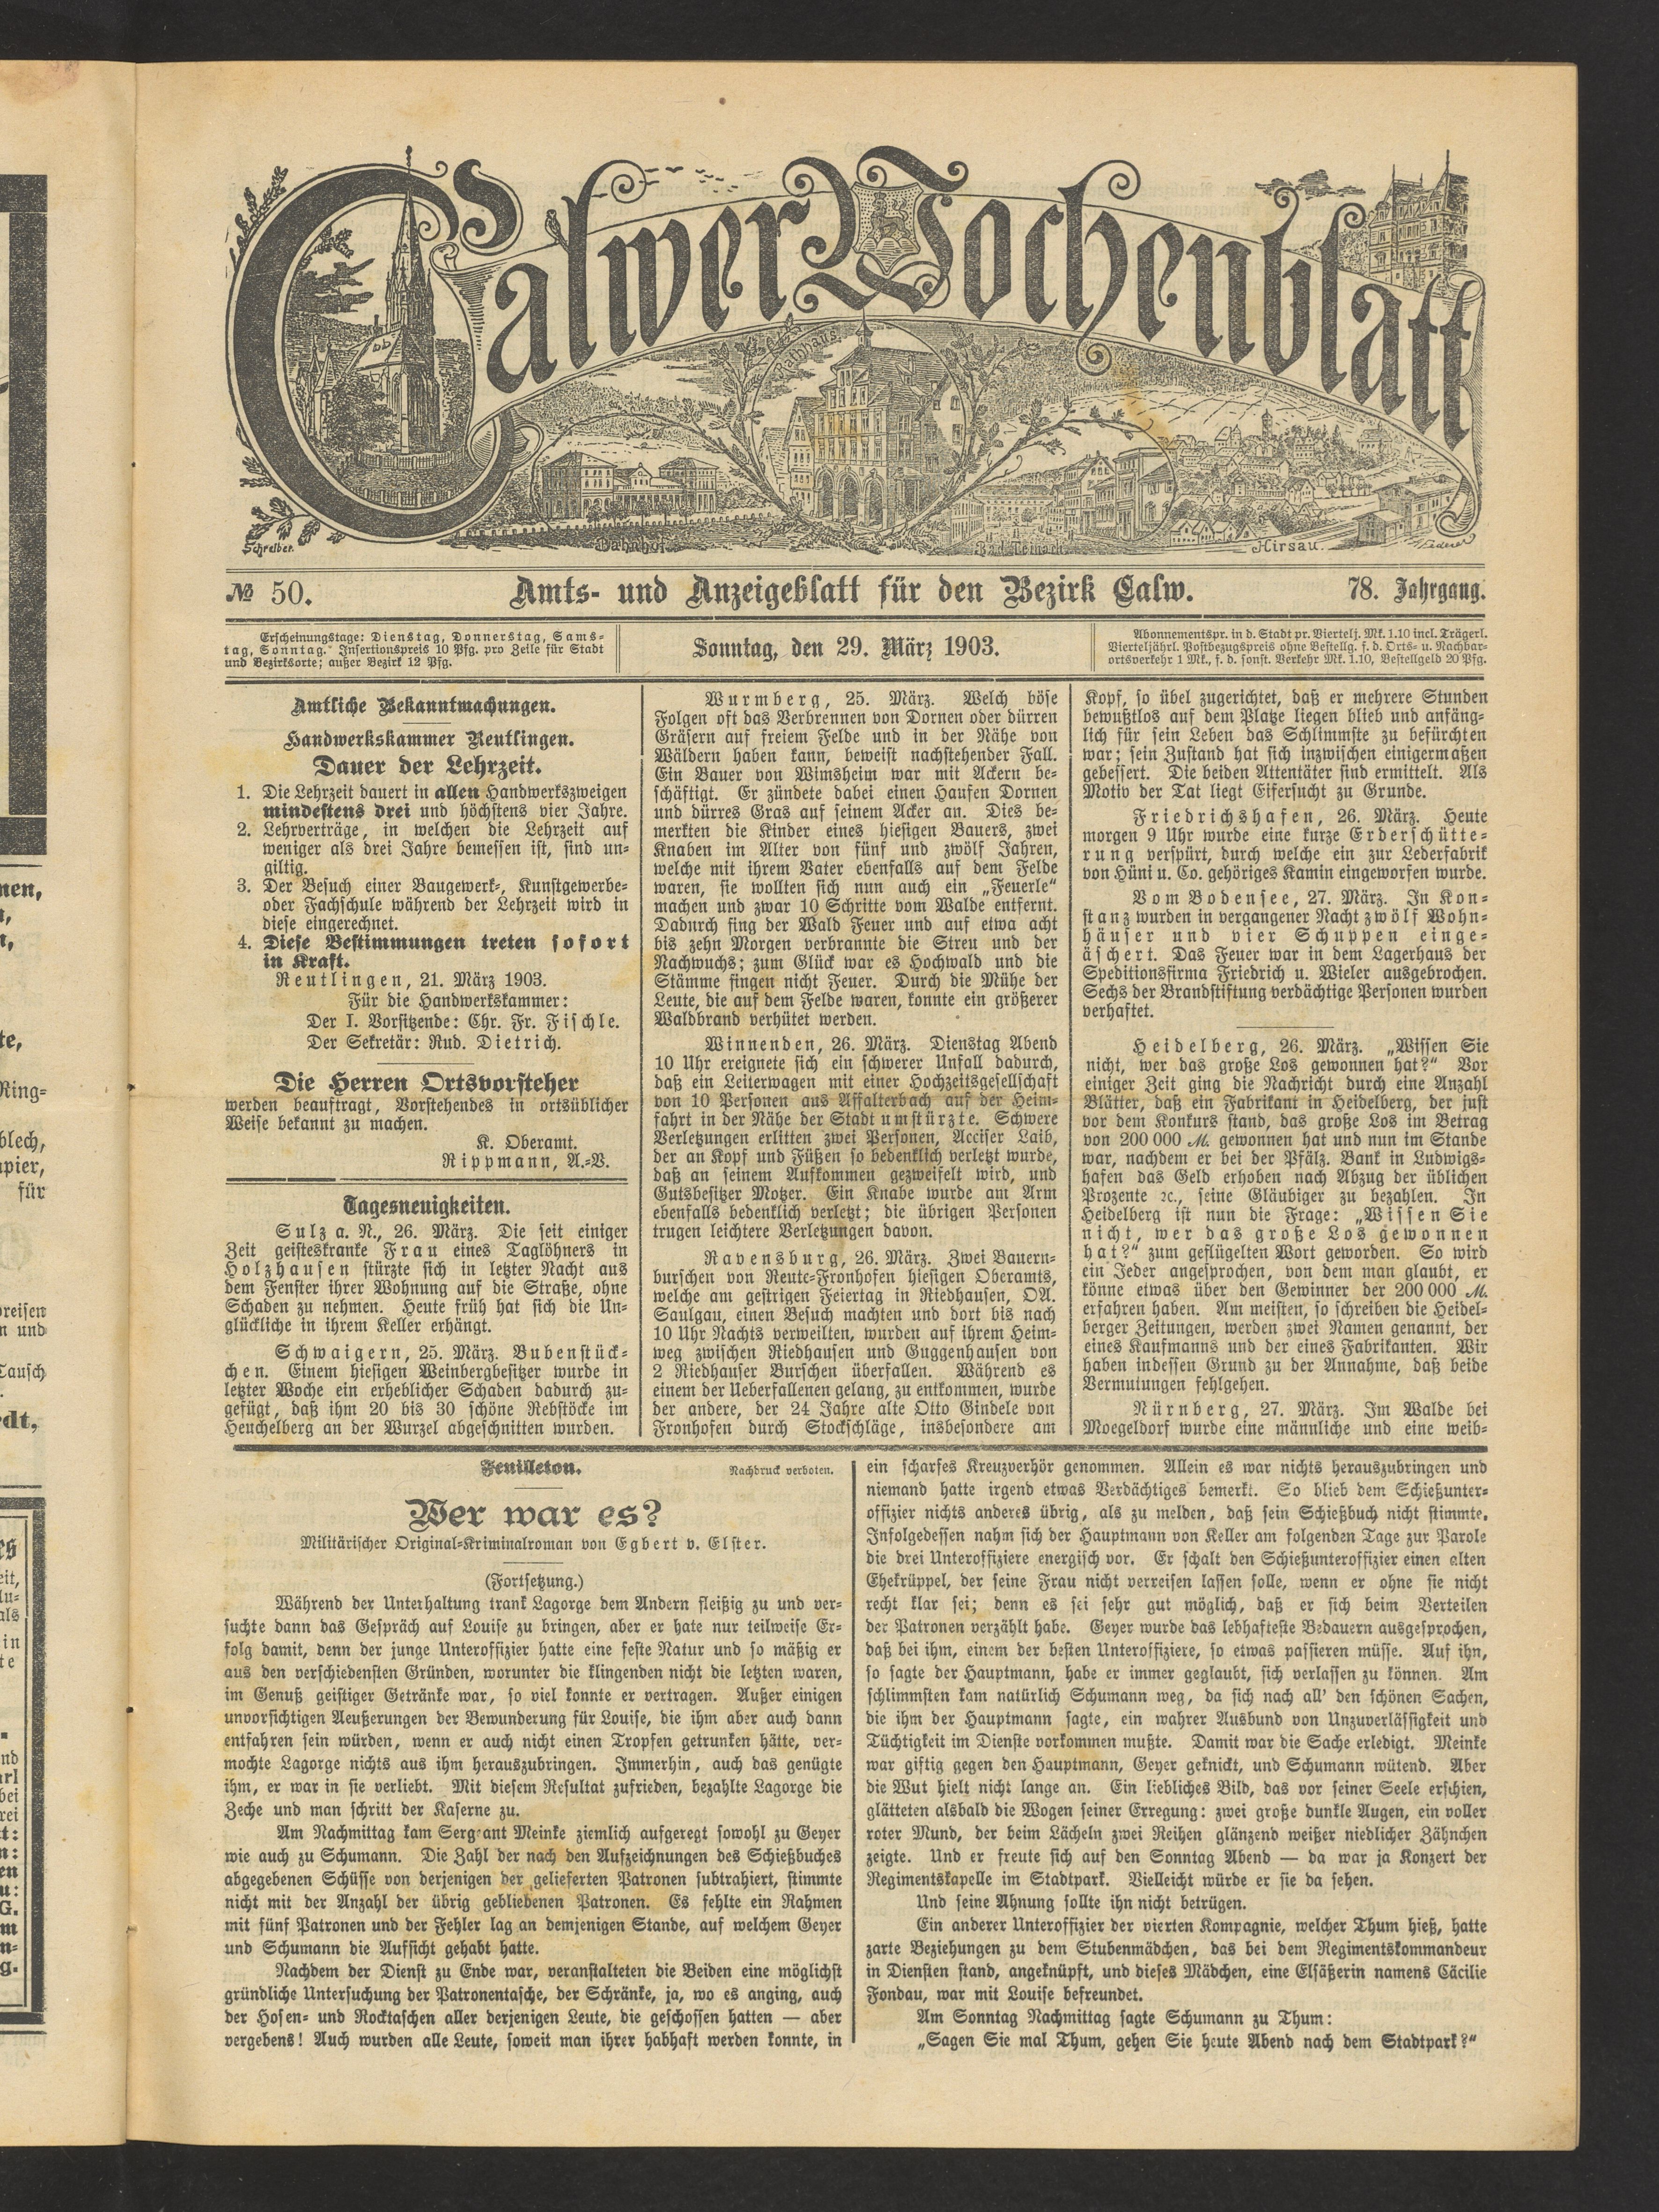 Calwer Wochenblatt
Rathhaus.
Schreiber.
Bahnhof.
Bad Teinach.
Hirsau.
Federer
№ 50.
Amts- und Anzeigeblatt für den Bezirk Calw.
78. Jahrgang.
Erscheinungstage: Dienstag, Donnerstag, Sams-
tag, Sonntag. Insertionspreis 10 Pfg. pro Zeile für Stadt
und Bezirksorte; außer Bezirk 12 Pfg.
Sonntag, den 29. März 1903.
Abonnementspr. in d. Stadt pr. Viertelj. Mk. 1.10 incl. Trägerl.
Vierteljährl. Postbezugspreis ohne Bestellg. f. d. Orts- u. Nachbar-
ortsverkehr 1 Mk., f. d. sonst. Verkehr Mk. 1.10, Bestellgeld 20 Pfg.
Amtliche Bekanntmachungen.
Handwerkskammer Reutlingen.
Dauer der Lehrzeit.
1. Die Lehrzeit dauert in allen Handwerkszweigen
mindestens drei und höchstens vier Jahre.
2. Lehrverträge, in welchen die Lehrzeit auf
weniger als drei Jahre bemessen ist, sind un-
giltig.
3. Der Besuch einer Baugewerk-, Kunstgewerbe-
oder Fachschule während der Lehrzeit wird in
diese eingerechnet.
4. Diese Bestimmungen treten sofort
in Kraft.
Reutlingen, 21. März 1903.
Für die Handwerkskammer:
Der I. Vorsitzende: Chr. Fr. Fischle.
Der Sekretär: Rud. Dietrich.
Die Herren Ortsvorsteher
werden beauftragt, Vorstehendes in ortsüblicher
Weise bekannt zu machen.
K. Oberamt.
Rippmann, A.-V.
Tagesneuigkeiten.
Sulz a. N., 26. März. Die seit einiger
Zeit geisteskranke Frau eines Taglöhners in
Holzhausen stürzte sich in letzter Nacht aus
dem Fenster ihrer Wohnung auf die Straße, ohne
Schaden zu nehmen. Heute früh hat sich die Un-
glückliche in ihrem Keller erhängt.
Schwaigern, 25. März. Bubenstück-
chen. Einem hiesigen Weinbergbesitzer wurde in
letzter Woche ein erheblicher Schaden dadurch zu-
gefügt, daß ihm 20 bis 30 schöne Rebstöcke im
Heuchelberg an der Wurzel abgeschnitten wurden.
Wurmberg, 25. März. Welch böse
Folgen oft das Verbrennen von Dornen oder dürren
Gräsern auf freiem Felde und in der Nähe von
Wäldern haben kann, beweist nachstehender Fall.
Ein Bauer von Wimsheim war mit Ackern be-
schäftigt. Er zündete dabei einen Haufen Dornen
und dürres Gras auf seinem Acker an. Dies be-
merkten die Kinder eines hiesigen Bauers, zwei
Knaben im Alter von fünf und zwölf Jahren,
welche mit ihrem Vater ebenfalls auf dem Felde
waren, sie wollten sich nun auch ein „Feuerle“
machen und zwar 10 Schritte vom Walde entfernt.
Dadurch fing der Wald Feuer und auf etwa acht
bis zehn Morgen verbrannte die Streu und der
Nachwuchs; zum Glück war es Hochwald und die
Stämme fingen nicht Feuer. Durch die Mühe der
Leute, die auf dem Felde waren, konnte ein größerer
Waldbrand verhütet werden.
Winnenden, 26. März. Dienstag Abend
10 Uhr ereignete sich ein schwerer Unfall dadurch,
daß ein Leiterwagen mit einer Hochzeitsgesellschaft
von 10 Personen aus Affalterbach auf der Heim-
fahrt in der Nähe der Stadt umstürzte. Schwere
Verletzungen erlitten zwei Personen, Acciser Laib,
der an Kopf und Füßen so bedenklich verletzt wurde,
daß an seinem Aufkommen gezweifelt wird, und
Gutsbesitzer Motzer. Ein Knabe wurde am Arm
ebenfalls bedenklich verletzt; die übrigen Personen
trugen leichtere Verletzungen davon.
Ravensburg, 26. März. Zwei Bauern-
burschen von Reute-Fronhofen hiesigen Oberamts,
welche am gestrigen Feiertag in Riedhausen, OA.
Saulgau, einen Besuch machten und dort bis nach
10 Uhr Nachts verweilten, wurden auf ihrem Heim-
weg zwischen Riedhausen und Guggenhausen von
2 Riedhauser Burschen überfallen. Während es
einem der Ueberfallenen gelang, zu entkommen, wurde
der andere, der 24 Jahre alte Otto Gindele von
Fronhofen durch Stockschläge, insbesondere am
Kopf, so übel zugerichtet, daß er mehrere Stunden
bewußtlos auf dem Platze liegen blieb und anfäng-
lich für sein Leben das Schlimmste zu befürchten
war; sein Zustand hat sich inzwischen einigermaßen
gebessert. Die beiden Attentäter sind ermittelt. Als
Motiv der Tat liegt Eifersucht zu Grunde.
Friedrichshafen, 26. März. Heute
morgen 9 Uhr wurde eine kurze Erderschütte-
rung verspürt, durch welche ein zur Lederfabrik
von Hüni u. Co. gehöriges Kamin eingeworfen wurde.
Vom Bodensee, 27. März. In Kon-
stanz wurden in vergangener Nacht zwölf Wohn-
häuser und vier Schuppen einge-
äschert. Das Feuer war in dem Lagerhaus der
Speditionsfirma Friedrich u. Wieler ausgebrochen.
Sechs der Brandstiftung verdächtige Personen wurden
verhaftet.
Heidelberg, 26. März. „Wissen Sie
nicht, wer das große Los gewonnen hat?“ Vor
einiger Zeit ging die Nachricht durch eine Anzahl
Blätter, daß ein Fabrikant in Heidelberg, der just
vor dem Konkurs stand, das große Los im Betrag
von 200 000 M. gewonnen hat und nun im Stande
war, nachdem er bei der Pfälz. Bank in Ludwigs-
hafen das Geld erhoben nach Abzug der üblichen
Prozente ꝛc., seine Gläubiger zu bezahlen. In
Heidelberg ist nun die Frage: „Wissen Sie
nicht, wer das große Los gewonnen
hat?“ zum geflügelten Wort geworden. So wird
ein Jeder angesprochen, von dem man glaubt, er
könne etwas über den Gewinner der 200 000 M.
erfahren haben. Am meisten, so schreiben die Heidel-
berger Zeitungen, werden zwei Namen genannt, der
eines Kaufmanns und der eines Fabrikanten. Wir
haben indessen Grund zu der Annahme, daß beide
Vermutungen fehlgehen.
Nürnberg, 27. März. Im Walde bei
Moegeldorf wurde eine männliche und eine weib-
Feuilleton.
Nachdruck verboten.
Wer war es?
Militärischer Original-Kriminalroman von Egbert v. Elster.
(Fortsetzung.)
Während der Unterhaltung trank Lagorge dem Andern fleißig zu und ver-
suchte dann das Gespräch auf Louise zu bringen, aber er hate nur teilweise Er-
folg damit, denn der junge Unteroffizier hatte eine feste Natur und so mäßig er
aus den verschiedensten Gründen, worunter die klingenden nicht die letzten waren,
im Genuß geistiger Getränke war, so viel konnte er vertragen. Außer einigen
unvorsichtigen Aeußerungen der Bewunderung für Louise, die ihm aber auch dann
entfahren sein würden, wenn er auch nicht einen Tropfen getrunken hätte, ver-
mochte Lagorge nichts aus ihm herauszubringen. Immerhin, auch das genügte
ihm, er war in sie verliebt. Mit diesem Resultat zufrieden, bezahlte Lagorge die
Zeche und man schritt der Kaserne zu.
Am Nachmittag kam Sergeant Meinke ziemlich aufgeregt sowohl zu Geyer
wie auch zu Schumann. Die Zahl der nach den Aufzeichnungen des Schießbuches
abgegebenen Schüsse von derjenigen der gelieferten Patronen subtrahiert, stimmte
nicht mit der Anzahl der übrig gebliebenen Patronen. Es fehlte ein Rahmen
mit fünf Patronen und der Fehler lag an demjenigen Stande, auf welchem Geyer
und Schumann die Aufsicht gehabt hatte.
Nachdem der Dienst zu Ende war, veranstalteten die Beiden eine möglichst
gründliche Untersuchung der Patronentasche, der Schränke, ja, wo es anging, auch
der Hosen- und Rocktaschen aller derjenigen Leute, die geschossen hatten — aber
vergebens! Auch wurden alle Leute, soweit man ihrer habhaft werden konnte, in
ein scharfes Kreuzverhör genommen. Allein es war nichts herauszubringen und
niemand hatte irgend etwas Verdächtiges bemerkt. So blieb dem Schießunter-
offizier nichts anderes übrig, als zu melden, daß sein Schießbuch nicht stimmte.
Infolgedessen nahm sich der Hauptmann von Keller am folgenden Tage zur Parole
die drei Unteroffiziere energisch vor. Er schalt den Schießunteroffizier einen alten
Ehekrüppel, der seine Frau nicht verreisen lassen solle, wenn er ohne sie nicht
recht klar sei; denn es sei sehr gut möglich, daß er sich beim Verteilen
der Patronen verzählt habe. Geyer wurde das lebhafteste Bedauern ausgesprochen,
daß bei ihm, einem der besten Unteroffiziere, so etwas passieren müsse. Auf ihn,
so sagte der Hauptmann, habe er immer geglaubt, sich verlassen zu können. Am
schlimmsten kam natürlich Schumann weg, da sich nach all' den schönen Sachen,
die ihm der Hauptmann sagte, ein wahrer Ausbund von Unzuverlässigkeit und
Tüchtigkeit im Dienste vorkommen mußte. Damit war die Sache erledigt. Meinke
war giftig gegen den Hauptmann, Geyer geknickt, und Schumann wütend. Aber
die Wut hielt nicht lange an. Ein liebliches Bild, das vor seiner Seele erschien,
glätteten alsbald die Wogen seiner Erregung: zwei große dunkle Augen, ein voller
roter Mund, der beim Lächeln zwei Reihen glänzend weißer niedlicher Zähnchen
zeigte. Und er freute sich auf den Sonntag Abend — da war ja Konzert der
Regimentskapelle im Stadtpark. Vielleicht würde er sie da sehen.
Und seine Ahnung sollte ihn nicht betrügen.
Ein anderer Unteroffizier der vierten Kompagnie, welcher Thum hieß, hatte
zarte Beziehungen zu dem Stubenmädchen, das bei dem Regimentskommandeur
in Diensten stand, angeknüpft, und dieses Mädchen, eine Elsäßerin namens Cäcilie
Fondau, war mit Louise befreundet.
Am Sonntag Nachmittag sagte Schumann zu Thum:
„Sagen Sie mal Thum, gehen Sie heute Abend nach dem Stadtpark?“